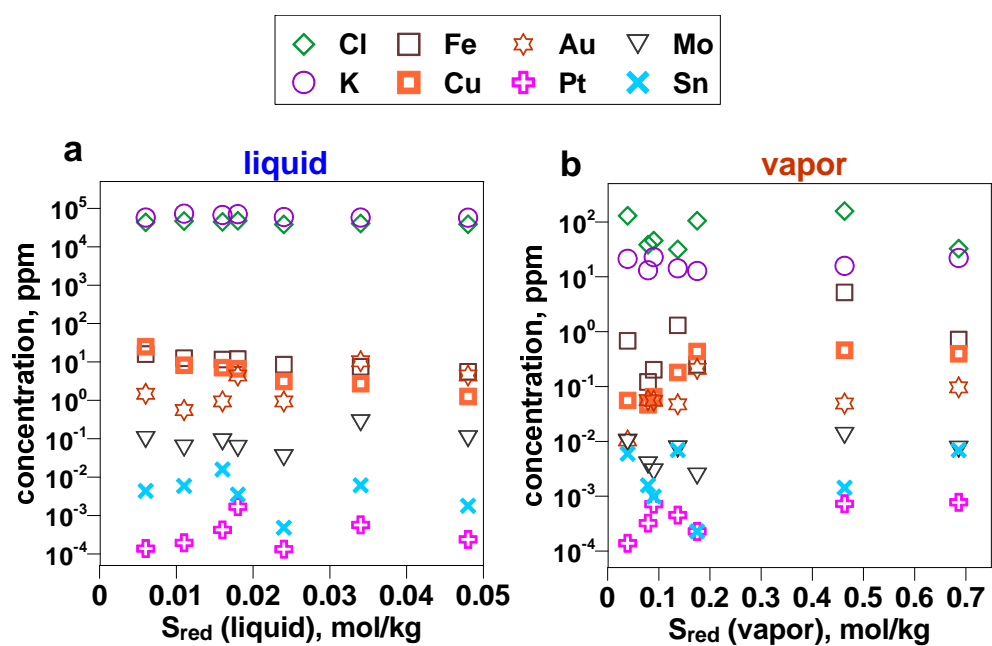 Cl Fe Au Mo
K Cu Pt Sn
a
liquid
concentration, ppm
10⁵
10⁴
10³
10²
10¹
10⁰
10⁻¹
10⁻²
10⁻³
10⁻⁴
0 0.01 0.02 0.03 0.04 0.05
S_red (liquid), mol/kg
b
vapor
concentration, ppm
10²
10¹
10⁰
10⁻¹
10⁻²
10⁻³
10⁻⁴
0 0.1 0.2 0.3 0.4 0.5 0.6 0.7
S_red (vapor), mol/kg